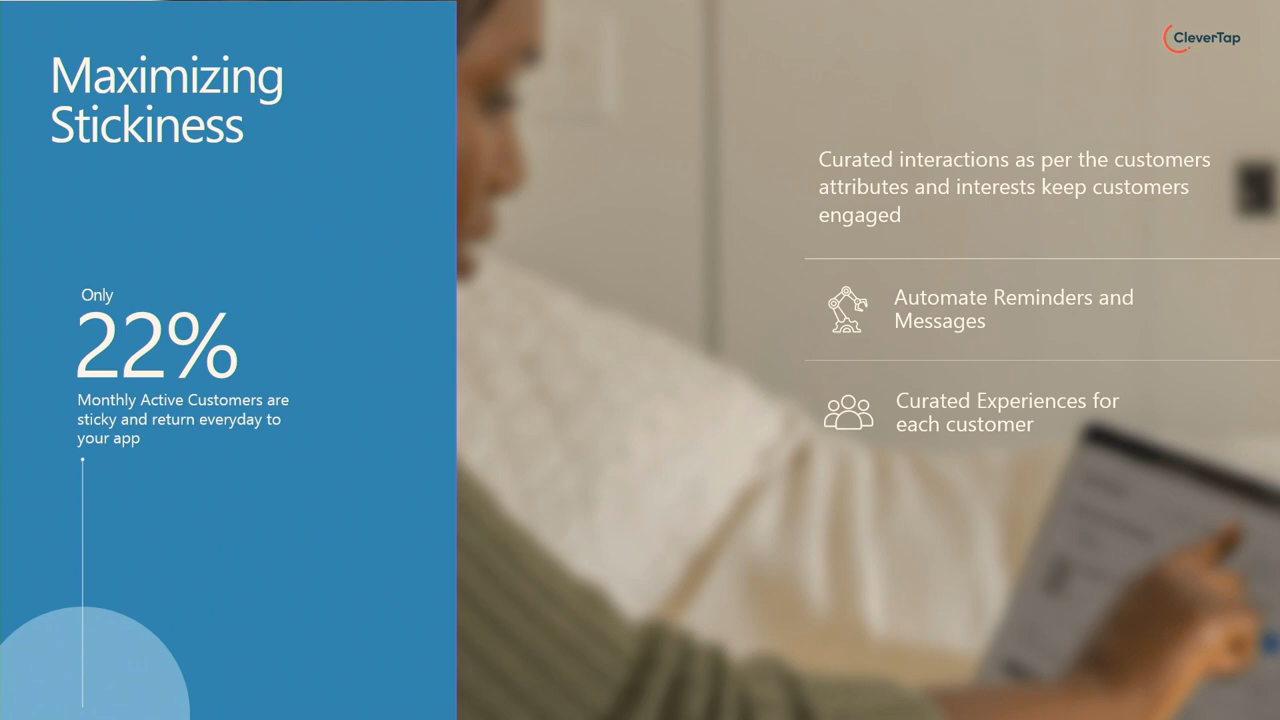 Maximizing
Stickiness
Only
22%
Monthly Active Customers are
sticky and return everyday to
your app
CleverTap
Curated interactions as per the customers
attributes and interests keep customers
engaged
Automate Reminders and
Messages
Curated Experiences for
each customer